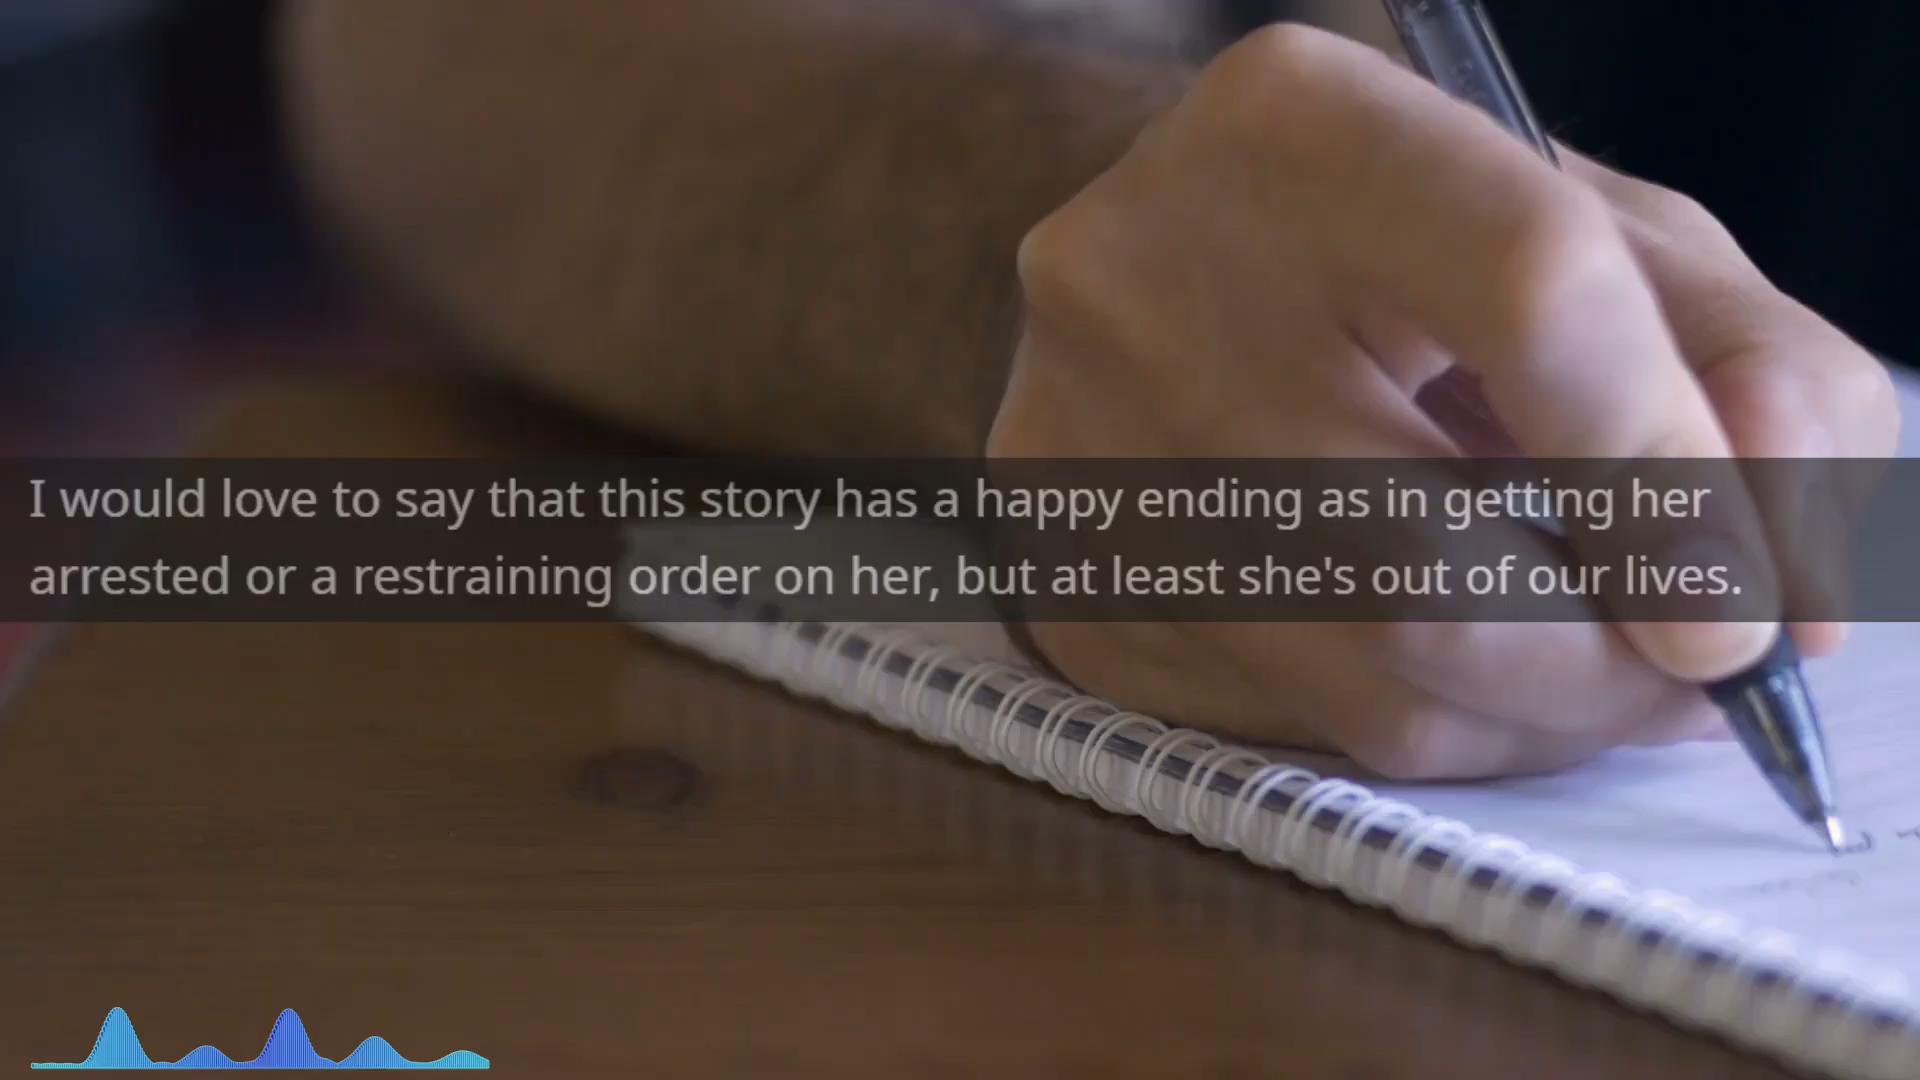 I would love to say that this story has a happy ending as in getting her
arrested or a restraining order on her, but at least she's out of our lives.